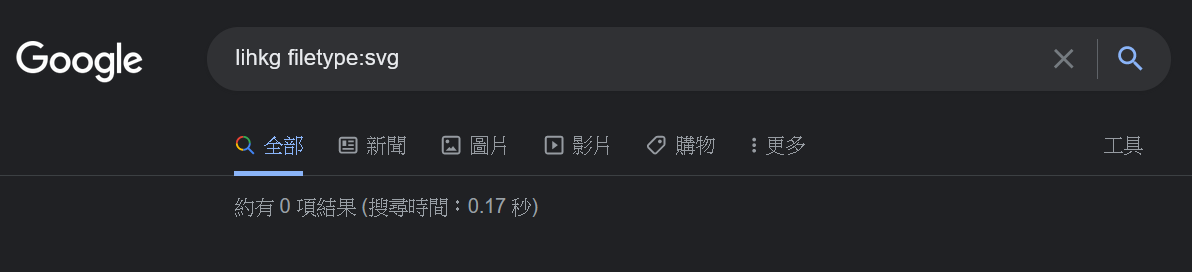 Google
lihkg filetype:svg
全部 新聞 圖片 影片 購物 更多 工具
約有 0 項結果 (搜尋時間：0.17 秒)